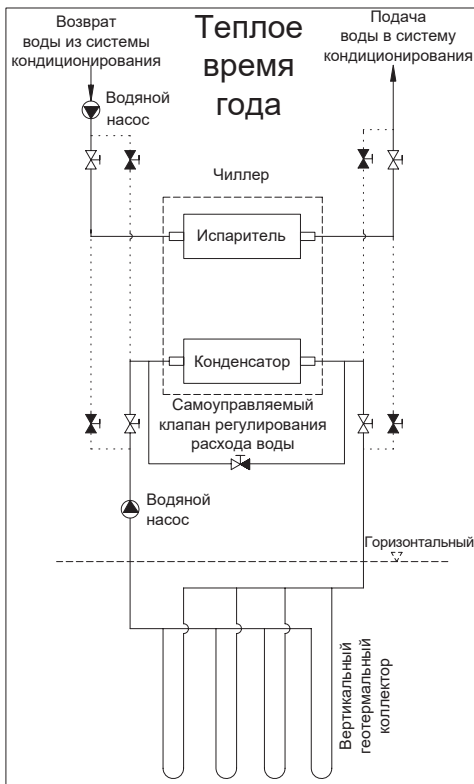 Возврат
воды из системы
кондиционирования
Теплое
время
года
Подача
воды в систему
кондиционирования
Водяной
насос
Чиллер
Испаритель
Конденсатор
Самоуправляемый
клапан регулирования
расхода воды
Водяной
насос
Горизонтальный
Вертикальный
геотермальный
коллектор